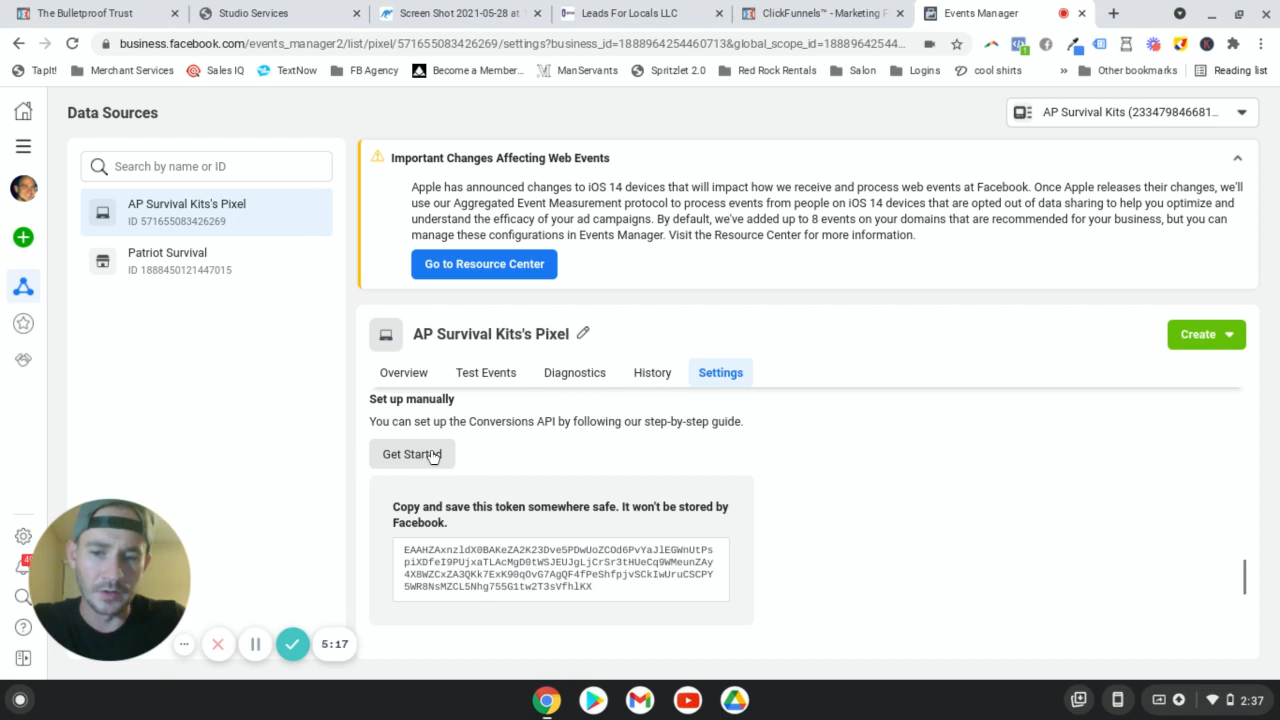 The Bulletproof Trust
Studio Services
Screen Shot 2021-05-28 at
Leads For Locals LLC
ClickFunnels™ - Marketing F
Events Manager
business.facebook.com/events_manager2/list/pixel/571655083426269/settings?business_id=1888964254460713&global_scope_id=18889642544...
TapIt!
Merchant Services
Sales IQ
TextNow
FB Agency
Become a Member...
ManServants
Spritzlet 2.0
Red Rock Rentals
Salon
Logins
cool shirts
»
Other bookmarks
Reading list
Data Sources
AP Survival Kits (233479846681...
Search by name or ID
AP Survival Kits's Pixel
ID 571655083426269
Patriot Survival
ID 1888450121447015
Important Changes Affecting Web Events
Apple has announced changes to iOS 14 devices that will impact how we receive and process web events at Facebook. Once Apple releases their changes, we'll
use our Aggregated Event Measurement protocol to process events from people on iOS 14 devices that are opted out of data sharing to help you optimize and
understand the efficacy of your ad campaigns. By default, we've added up to 8 events on your domains that are recommended for your business, but you can
manage these configurations in Events Manager. Visit the Resource Center for more information.
Go to Resource Center
AP Survival Kits's Pixel
Create
Overview
Test Events
Diagnostics
History
Settings
Set up manually
You can set up the Conversions API by following our step-by-step guide.
Get Started
Copy and save this token somewhere safe. It won't be stored by
Facebook.
EAAHZAxnzldX0BAKeZA2K23Dve5PDwUoZCOd6PvYaJlEGWnUtPs
piXDfeI9PUjxaTLAcMgD0tWSJEUJgLjCrSr3tHUeCq9WMeunZAy
4X8WZCxZA3QKk7ExK90qOvG7AgQF4fPeShfpjvSCkIwUruCSCPY
5WR8NsMZCL5Nhg755G1tw2T3sVfhlKX
5:17
2:37